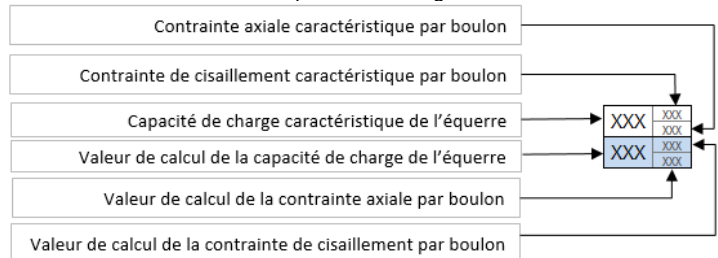 Contrainte axiale caractéristique par boulon
Contrainte de cisaillement caractéristique par boulon
Capacité de charge caractéristique de l'équerre
XXX
XXX
XXX
Valeur de calcul de la capacité de charge de l'équerre
XXX
XXX
XXX
Valeur de calcul de la contrainte axiale par boulon
Valeur de calcul de la contrainte de cisaillement par boulon